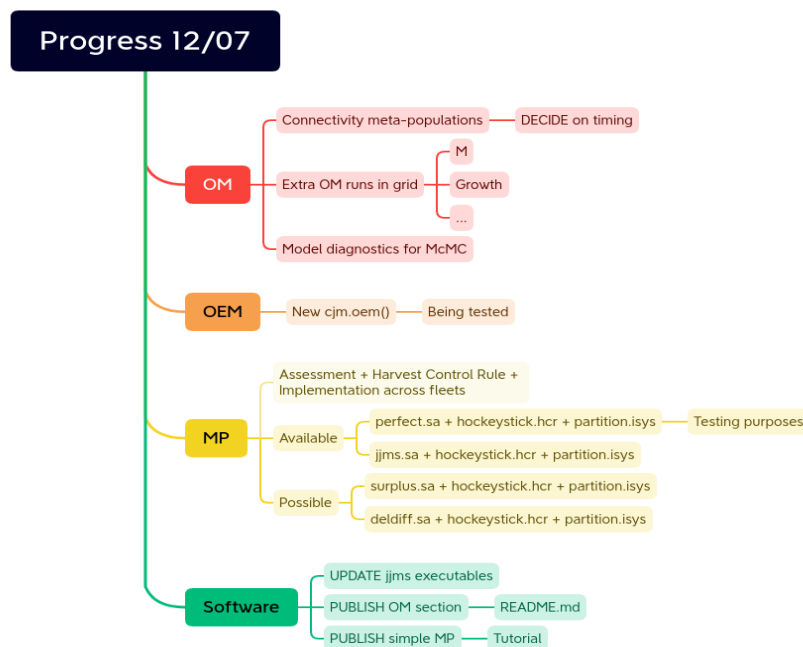 Progress 12/07
OM
Connectivity meta-populations
DECIDE on timing
Extra OM runs in grid
M
Growth
...
Model diagnostics for McMC
OEM
New cjm.oem()
Being tested
MP
Assessment + Harvest Control Rule +
Implementation across fleets
Available
perfect.sa + hockeystick.hcr + partition.isys
Testing purposes
jjms.sa + hockeystick.hcr + partition.isys
Possible
surplus.sa + hockeystick.hcr + partition.isys
deldiff.sa + hockeystick.hcr + partition.isys
Software
UPDATE jjms executables
PUBLISH OM section
README.md
PUBLISH simple MP
Tutorial